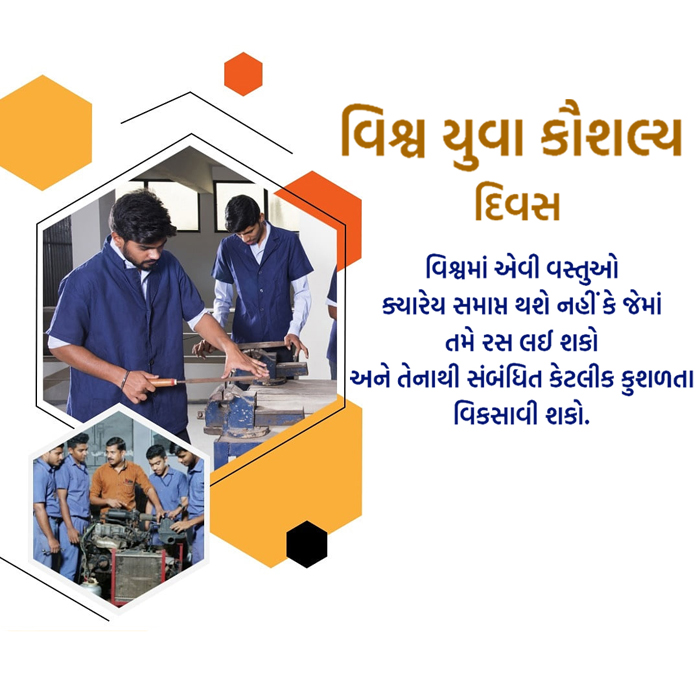 વિશ્વ યુવા કૌશલ્ય
દિવસ
વિશ્વમાં એવી વસ્તુઓ
ક્યારેય સમાપ્ત થશે નહીં કે જેમાં
તમે રસ લઈ શકો
અને તેનાથી સંબંધિત કેટલીક કુશળતા
વિકસાવી શકો.